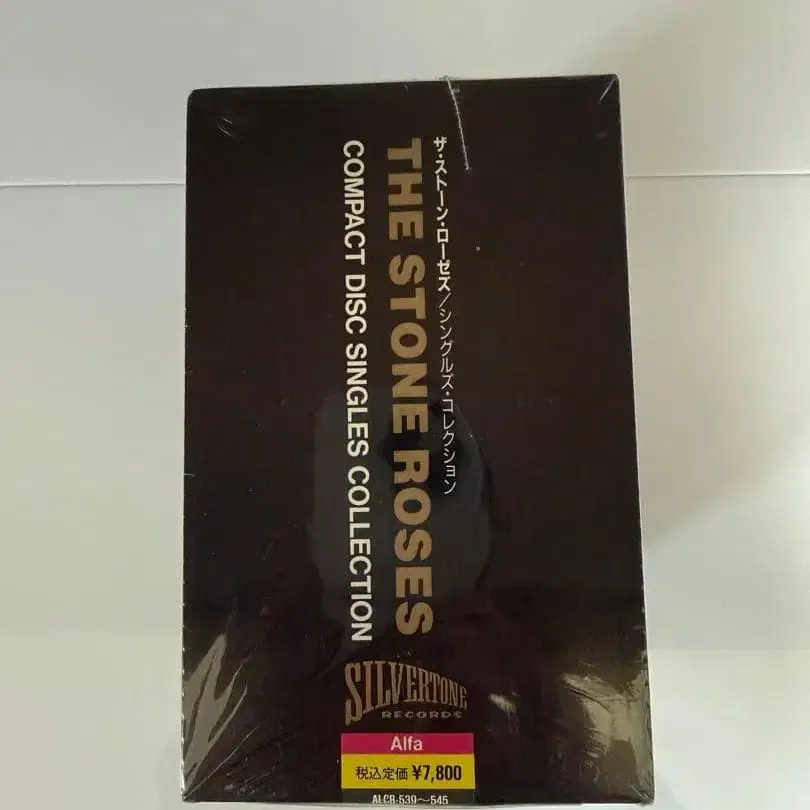 ザ・ストーン・ローゼズ/シングルズ・コレクション
THE STONE ROSES
COMPACT DISC SINGLES COLLECTION
SILVERTONE
RECORDS
Alfa
税込定価 ¥7,800
ALCB-539〜545